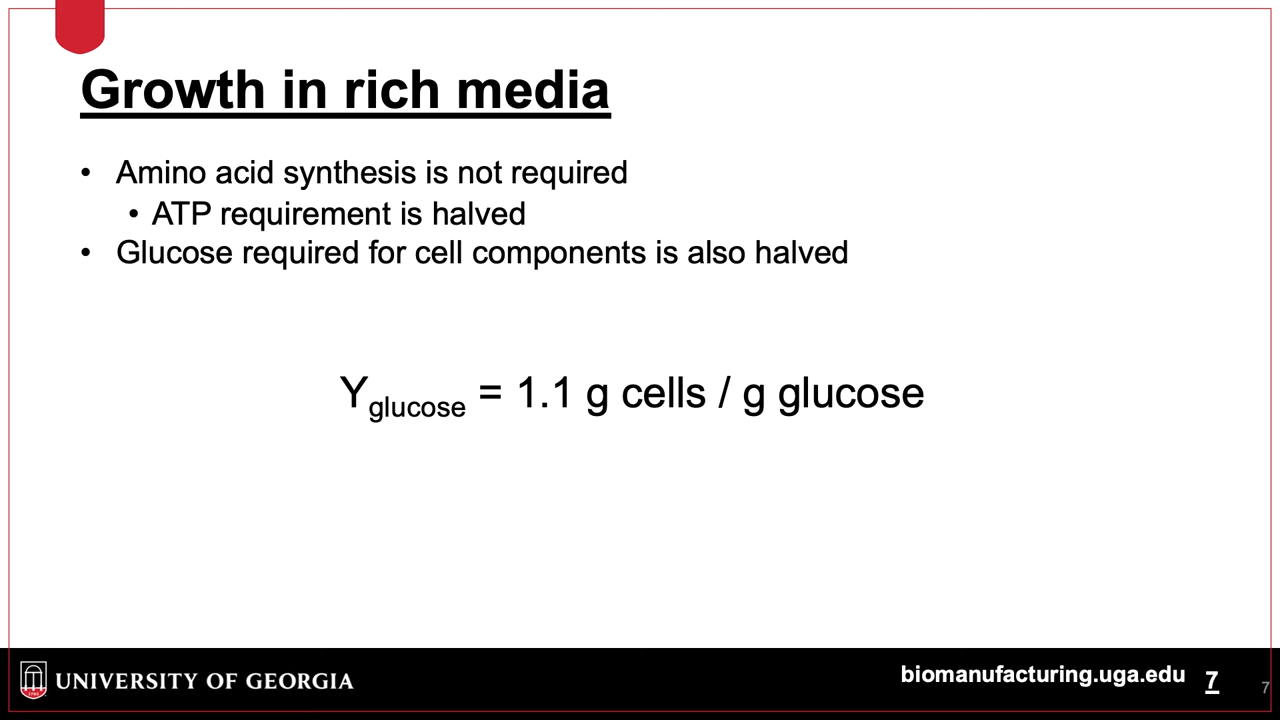 Growth in rich media
• Amino acid synthesis is not required
• ATP requirement is halved
• Glucose required for cell components is also halved
Yglucose = 1.1 g cells / g glucose
1785
UNIVERSITY OF GEORGIA
biomanufacturing.uga.edu 7
7